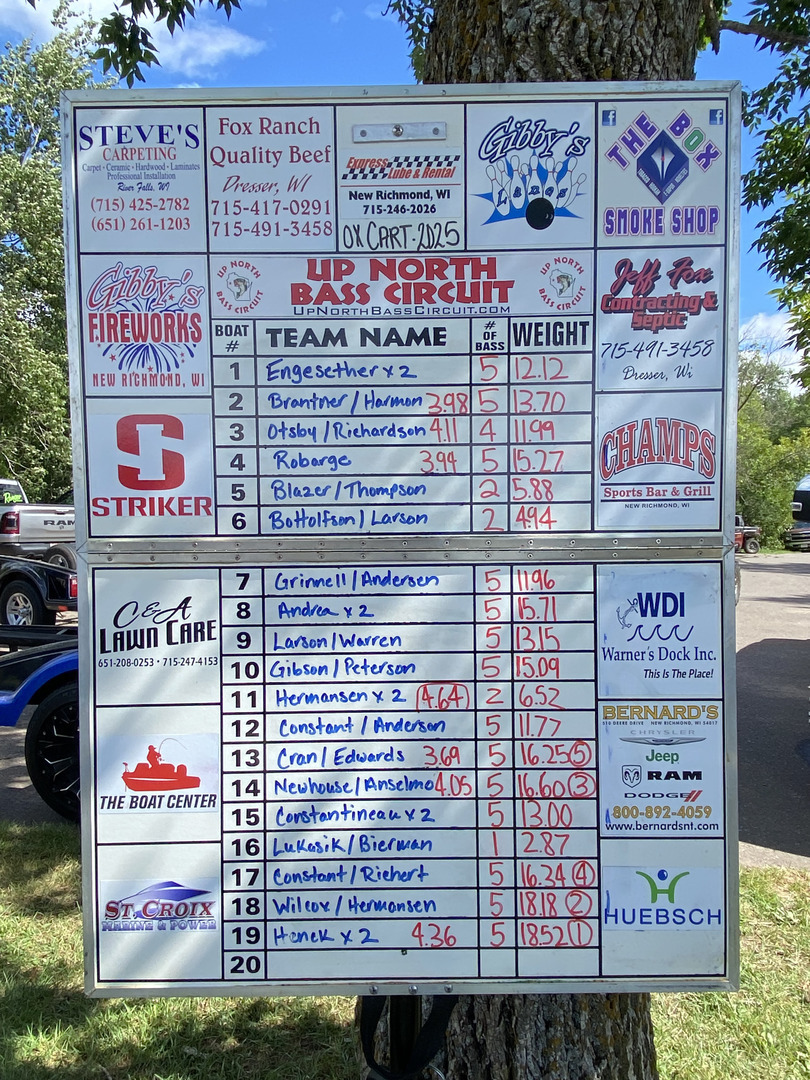 STEVE'S
CARPETING
Carpet • Ceramic • Hardwood • Laminates
Professional Installation
River Falls, WI
(715) 425-2782
(651) 261-1203
Fox Ranch
Quality Beef
Dresser, WI
715-417-0291
715-491-3458
Express
Lube & Rental
New Richmond, WI
715-246-2026
OX CART - 2025
Gibby's
Lanes
THE BOX
SMOKE SHOP
Gibby's
FIREWORKS
NEW RICHMOND, WI
UP NORTH
BASS CIRCUIT
UP NORTH
BASS CIRCUIT
UPNORTHBASSCIRCUIT.COM
UP NORTH
BASS CIRCUIT
Jeff Fox
Contracting &
Septic
715-491-3458
Dresser, Wi
STRIKER
CHAMPS
Sports Bar & Grill
NEW RICHMOND, WI
BOAT # TEAM NAME # OF BASS WEIGHT
1 Engesether x 2 5 12.12
2 Brantner / Harmon 3.98 5 13.70
3 Otsby / Richardson 4.11 4 11.99
4 Robarge 3.94 5 15.27
5 Blazer / Thompson 2 5.88
6 Bottolfson / Larson 2 4.94
7 Grinnell / Andersen 5 11.96
8 Andrea x 2 5 15.71
9 Larson / Warren 5 13.15
10 Gibson / Peterson 5 15.09
11 Hermansen x 2 4.64 2 6.52
12 Constant / Anderson 5 11.77
13 Cran / Edwards 3.69 5 16.25 5
14 Newhouse / Anselmo 4.05 5 16.60 3
15 Constantineau x 2 5 13.00
16 Lukasik / Bierman 1 2.87
17 Constant / Richert 5 16.34 4
18 Wilcox / Hermansen 5 18.18 2
19 Henek x 2 4.36 5 18.52 1
20
C&A
LAWN CARE
651-208-0253 • 715-247-4153
THE BOAT CENTER
ST. CROIX
MARINE & POWER
WDI
Warner's Dock Inc.
This Is The Place!
BERNARD'S
CHRYSLER
Jeep
RAM
DODGE
800-892-4059
www.bernardsnt.com
HUEBSCH
RAM